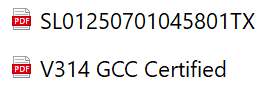 PDF SL01250701045801TX
PDF V314 GCC Certified